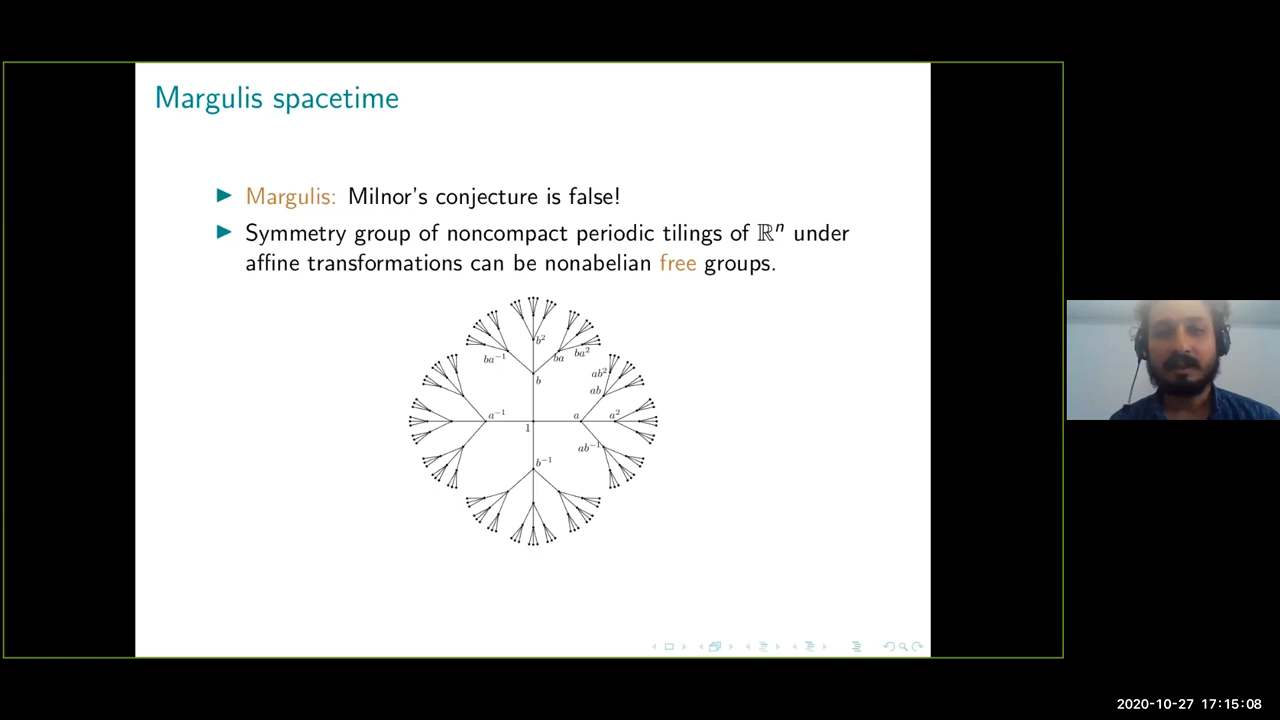 Margulis spacetime
▶ Margulis: Milnor's conjecture is false!
▶ Symmetry group of noncompact periodic tilings of ℝⁿ under
affine transformations can be nonabelian free groups.
b²
ba⁻¹
ba
ba²
b
ab²
ab
a⁻¹
a
a²
1
ab⁻¹
b⁻¹
2020-10-27 17:15:08